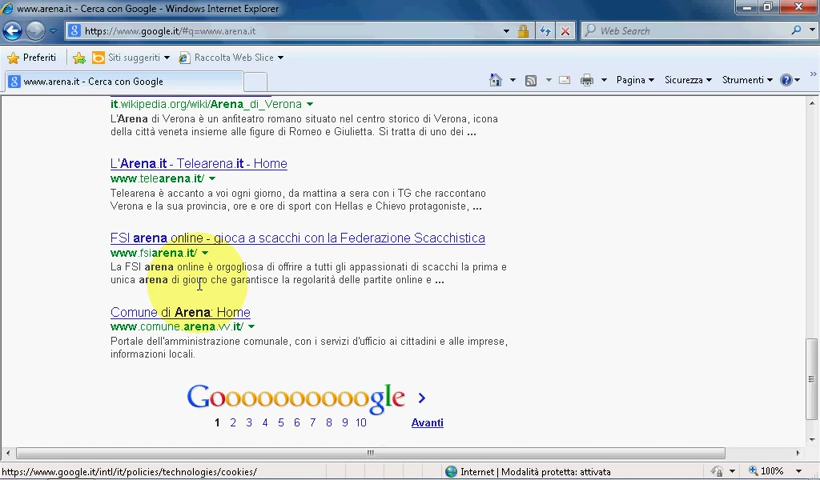 www.arena.it - Cerca con Google - Windows Internet Explorer
https://www.google.it/#q=www.arena.it
Web Search
Preferiti
Siti suggeriti
Raccolta Web Slice
www.arena.it - Cerca con Google
Pagina
Sicurezza
Strumenti
it.wikipedia.org/wiki/Arena_di_Verona
L'Arena di Verona è un anfiteatro romano situato nel centro storico di Verona, icona
della città veneta insieme alle figure di Romeo e Giulietta. Si tratta di uno dei ...
L'Arena.it - Telearena.it - Home
www.telearena.it/
Telearena è accanto a voi ogni giorno, da mattina a sera con i TG che raccontano
Verona e la sua provincia, ore e ore di sport con Hellas e Chievo protagoniste, ...
FSI arena online - gioca a scacchi con la Federazione Scacchistica
www.fsiarena.it/
La FSI arena online è orgogliosa di offrire a tutti gli appassionati di scacchi la prima e
unica arena di gioco che garantisce la regolarità delle partite online e ...
Comune di Arena: Home
www.comune.arena.vv.it/
Portale dell'amministrazione comunale, con i servizi d'ufficio ai cittadini e alle imprese,
informazioni locali.
Goooooooooogle >
1 2 3 4 5 6 7 8 9 10 Avanti
https://www.google.it/intl/it/policies/technologies/cookies/
Internet | Modalità protetta: attivata
100%